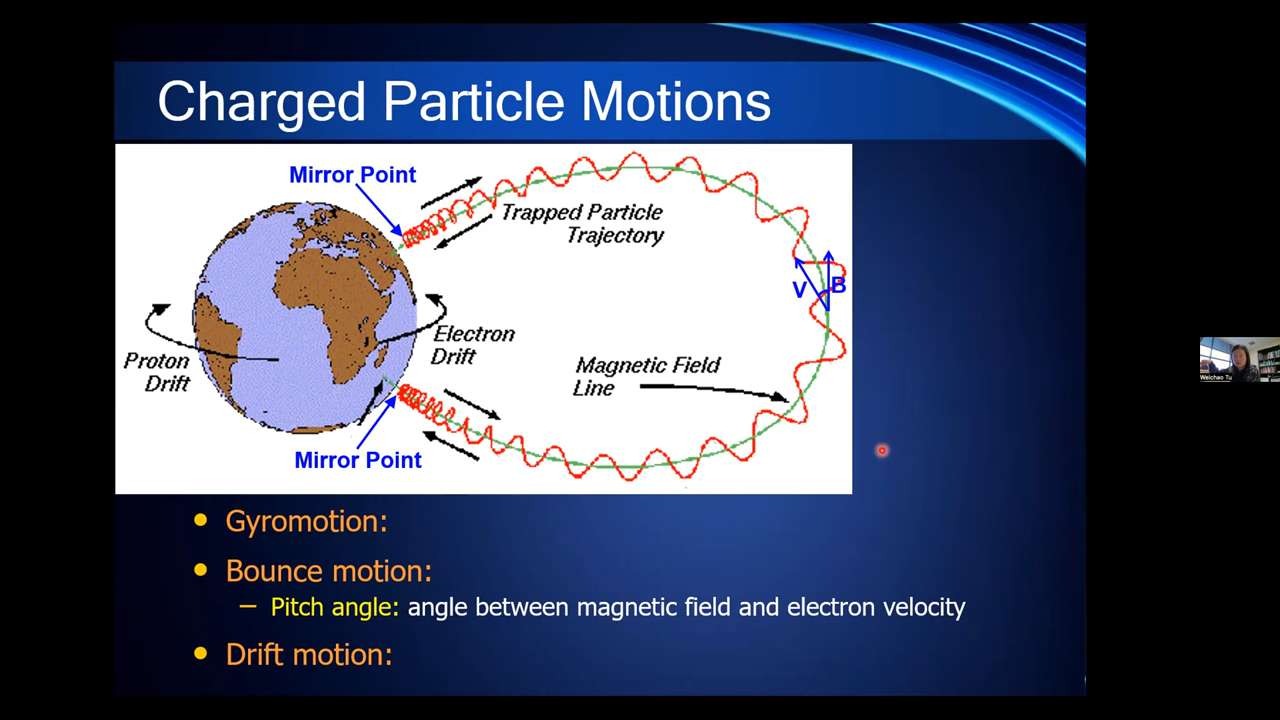 Charged Particle Motions
Mirror Point
Trapped Particle
Trajectory
V
B
Electron
Drift
Proton
Drift
Magnetic Field
Line
Mirror Point
Weichao Tu
• Gyromotion:
• Bounce motion:
– Pitch angle: angle between magnetic field and electron velocity
• Drift motion: